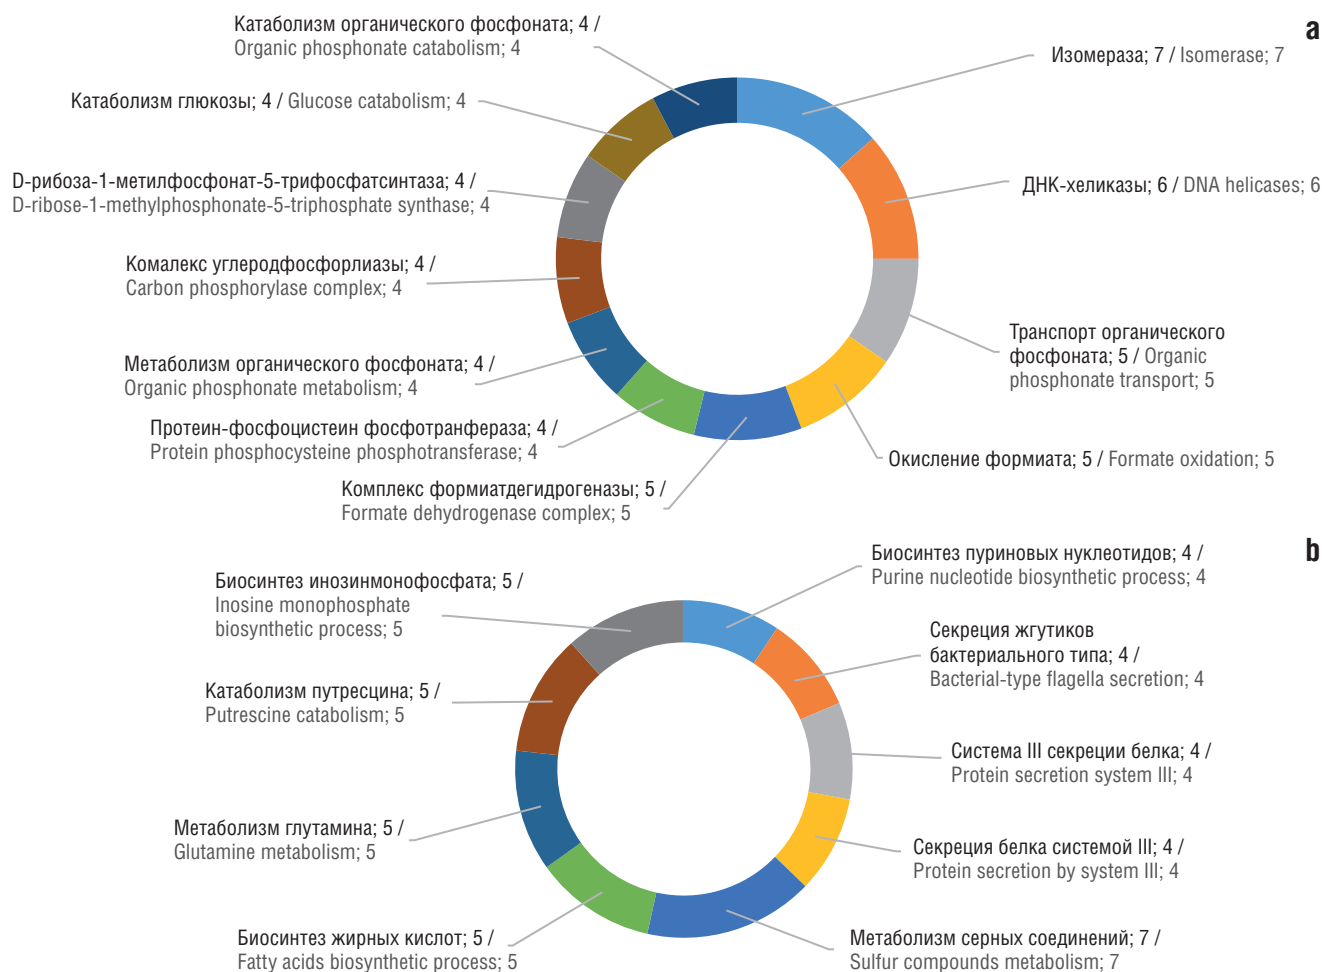 a
Катаболизм органического фосфоната; 4 /
Organic phosphonate catabolism; 4
Изомераза; 7 / Isomerase; 7
Катаболизм глюкозы; 4 / Glucose catabolism; 4
ДНК-хеликазы; 6 / DNA helicases; 6
D-рибоза-1-метилфосфонат-5-трифосфатсинтаза; 4 /
D-ribose-1-methylphosphonate-5-triphosphate synthase; 4
Комалекс углеродфосфорлиазы; 4 /
Carbon phosphorylase complex; 4
Транспорт органического
фосфоната; 5 / Organic
phosphonate transport; 5
Метаболизм органического фосфоната; 4 /
Organic phosphonate metabolism; 4
Протеин-фосфоцистеин фосфотранфераза; 4 /
Protein phosphocysteine phosphotransferase; 4
Окисление формиата; 5 / Formate oxidation; 5
Комплекс формиатдегидрогеназы; 5 /
Formate dehydrogenase complex; 5
b
Биосинтез пуриновых нуклеотидов; 4 /
Purine nucleotide biosynthetic process; 4
Биосинтез инозинмонофосфата; 5 /
Inosine monophosphate
biosynthetic process; 5
Секреция жгутиков
бактериального типа; 4 /
Bacterial-type flagella secretion; 4
Катаболизм путресцина; 5 /
Putrescine catabolism; 5
Система III секреции белка; 4 /
Protein secretion system III; 4
Метаболизм глутамина; 5 /
Glutamine metabolism; 5
Секреция белка системой III; 4 /
Protein secretion by system III; 4
Биосинтез жирных кислот; 5 /
Fatty acids biosynthetic process; 5
Метаболизм серных соединений; 7 /
Sulfur compounds metabolism; 7